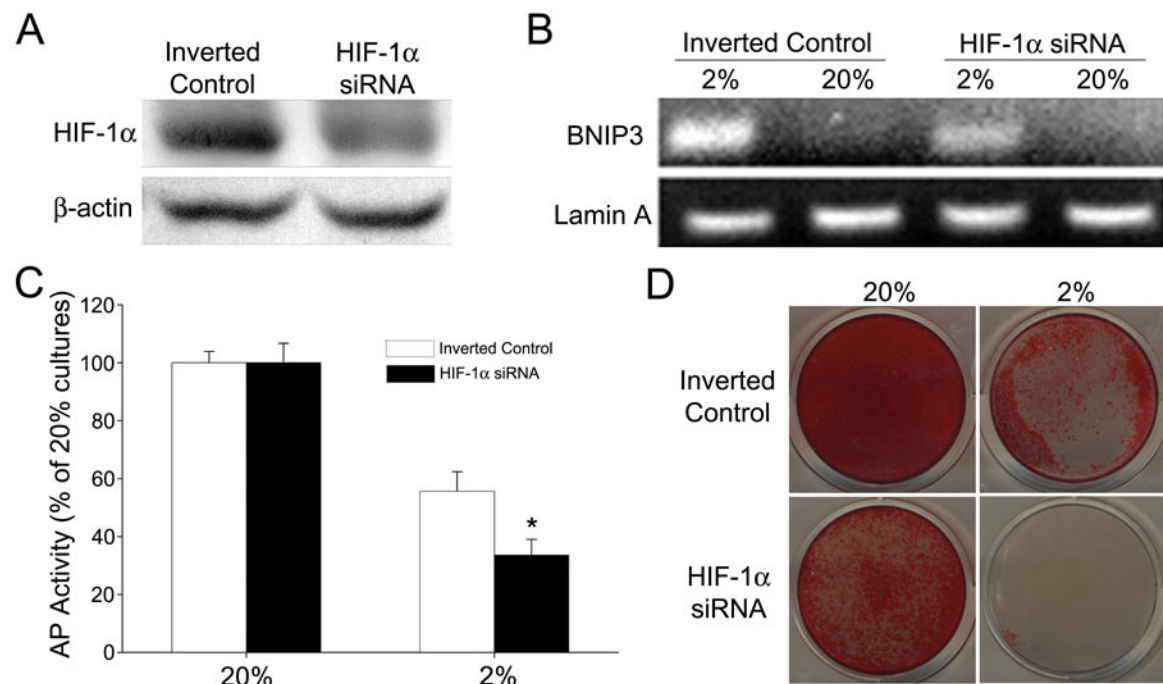 A
Inverted
Control
HIF-1α
siRNA
HIF-1α
β-actin
B
Inverted Control
HIF-1α siRNA
2%
20%
2%
20%
BNIP3
Lamin A
C
AP Activity (% of 20% cultures)
120
100
80
60
40
20
0
Inverted Control
HIF-1α siRNA
*
20%
2%
D
20%
2%
Inverted
Control
HIF-1α
siRNA